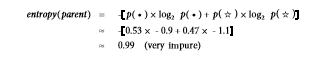 entropy(parent) = -[p( • ) × log₂ p( • ) + p( ☆ ) × log₂ p( ☆ )]
≈ -[0.53 × -0.9 + 0.47 × -1.1]
≈ 0.99 (very impure)